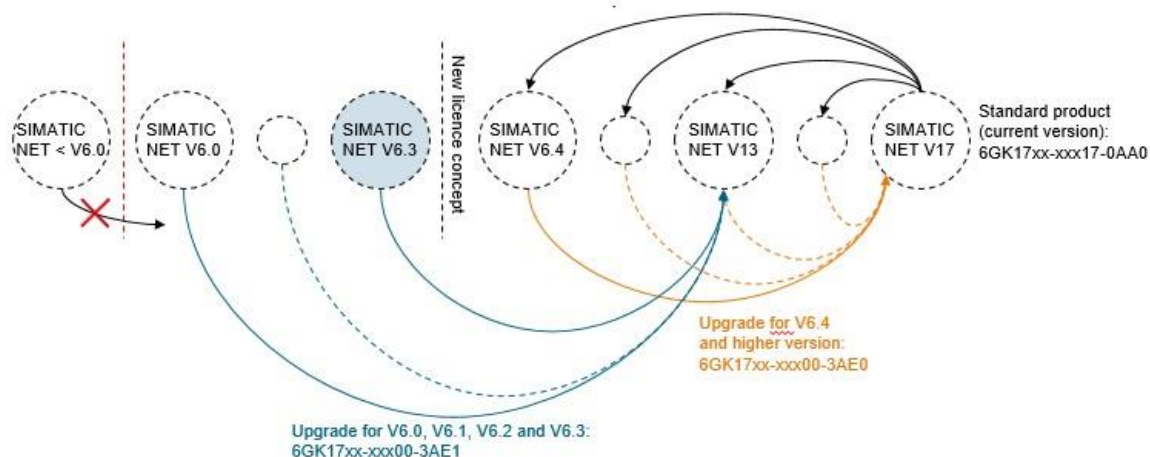 SIMATIC
NET < V6.0
SIMATIC
NET V6.0
SIMATIC
NET V6.3
New licence concept
SIMATIC
NET V6.4
SIMATIC
NET V13
SIMATIC
NET V17
Standard product
(current version):
6GK17xx-xxx17-0AA0
Upgrade for V6.4
and higher version:
6GK17xx-xxx00-3AE0
Upgrade for V6.0, V6.1, V6.2 and V6.3:
6GK17xx-xxx00-3AE1